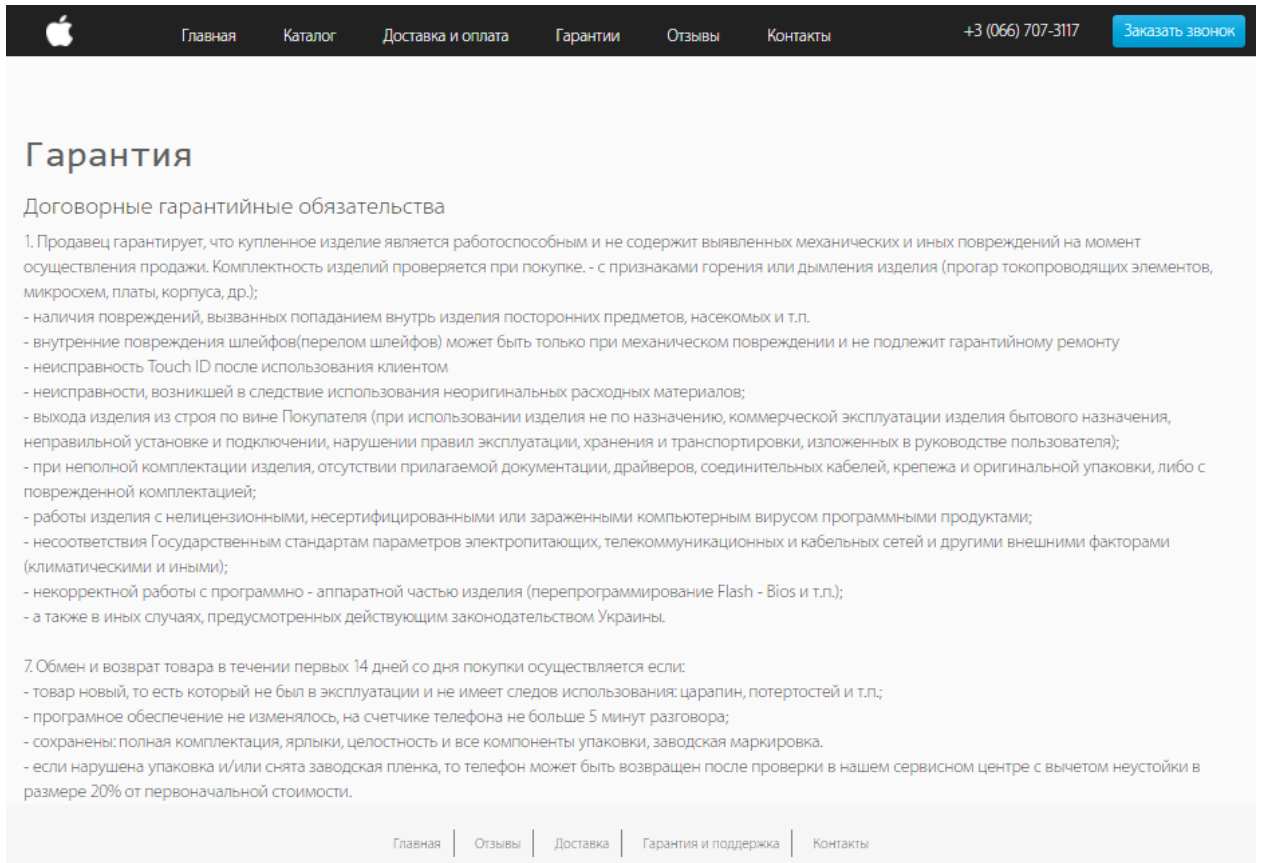 Главная Каталог Доставка и оплата Гарантии Отзывы Контакты +3 (066) 707-3117 Заказать звонок
Гарантия
Договорные гарантийные обязательства
1. Продавец гарантирует, что купленное изделие является работоспособным и не содержит выявленных механических и иных повреждений на момент
осуществления продажи. Комплектность изделий проверяется при покупке. - с признаками горения или дымления изделия (прогар токопроводящих элементов,
микросхем, платы, корпуса, др.);
- наличия повреждений, вызванных попаданием внутрь изделия посторонних предметов, насекомых и т.п.
- внутренние повреждения шлейфов(перелом шлейфов) может быть только при механическом повреждении и не подлежит гарантийному ремонту
- неисправность Touch ID после использования клиентом
- неисправности, возникшей в следствие использования неоригинальных расходных материалов;
- выхода изделия из строя по вине Покупателя (при использовании изделия не по назначению, коммерческой эксплуатации изделия бытового назначения,
неправильной установке и подключении, нарушении правил эксплуатации, хранения и транспортировки, изложенных в руководстве пользователя);
- при неполной комплектации изделия, отсутствии прилагаемой документации, драйверов, соединительных кабелей, крепежа и оригинальной упаковки, либо с
поврежденной комплектацией;
- работы изделия с нелицензионными, несертифицированными или зараженными компьютерным вирусом программными продуктами;
- несоответствия Государственным стандартам параметров электропитающих, телекоммуникационных и кабельных сетей и другими внешними факторами
(климатическими и иными);
- некорректной работы с программно - аппаратной частью изделия (перепрограммирование Flash - Bios и т.п.);
- а также в иных случаях, предусмотренных действующим законодательством Украины.
7. Обмен и возврат товара в течении первых 14 дней со дня покупки осуществляется если:
- товар новый, то есть который не был в эксплуатации и не имеет следов использования: царапин, потертостей и т.п.;
- програмное обеспечение не изменялось, на счетчике телефона не больше 5 минут разговора;
- сохранены: полная комплектация, ярлыки, целостность и все компоненты упаковки, заводская маркировка.
- если нарушена упаковка и/или снята заводская пленка, то телефон может быть возвращен после проверки в нашем сервисном центре с вычетом неустойки в
размере 20% от первоначальной стоимости.
Главная Отзывы Доставка Гарантия и поддержка Контакты